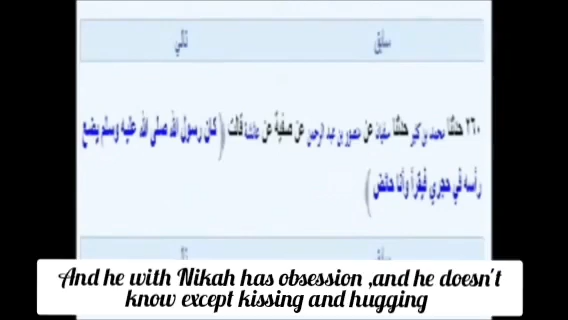 سابق تالي
٢٦٠ حدثنا محمد بن كثير حدثنا سفيان عن منصور بن عبد الرحمن عن صفية عن عائشة قالت ( كان رسول الله صلى الله عليه وسلم يضع
رأسه في حجري فيقرأ وأنا حائض )
سابق تالي
And he with Nikah has obsession ,and he doesn't
know except kissing and hugging